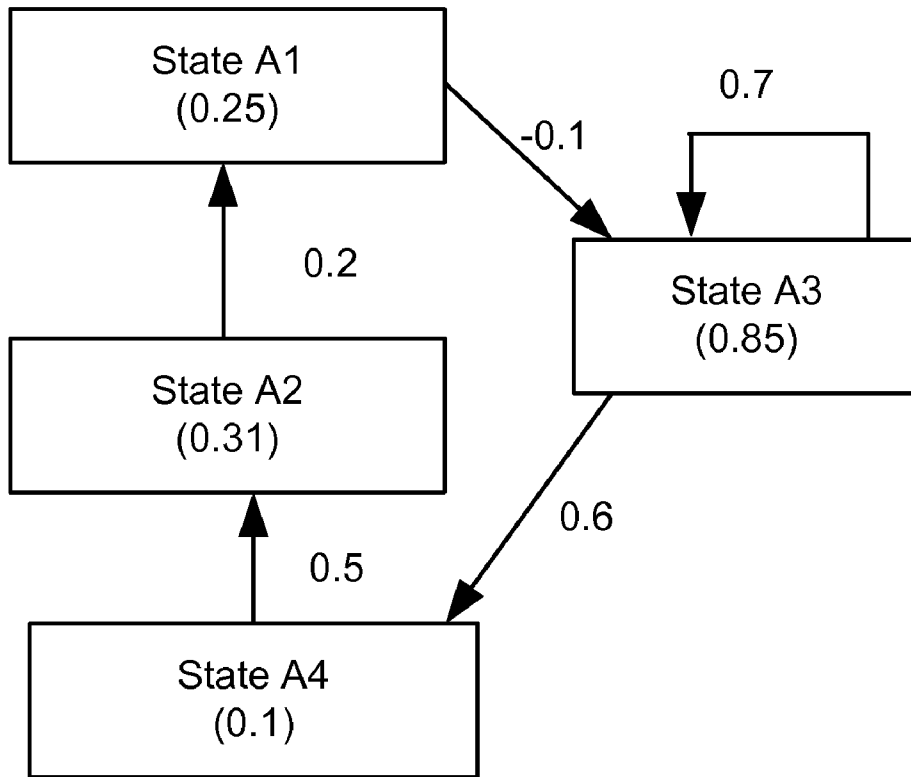 State A1
(0.25)
-0.1
0.7
0.2
State A3
(0.85)
State A2
(0.31)
0.6
0.5
State A4
(0.1)